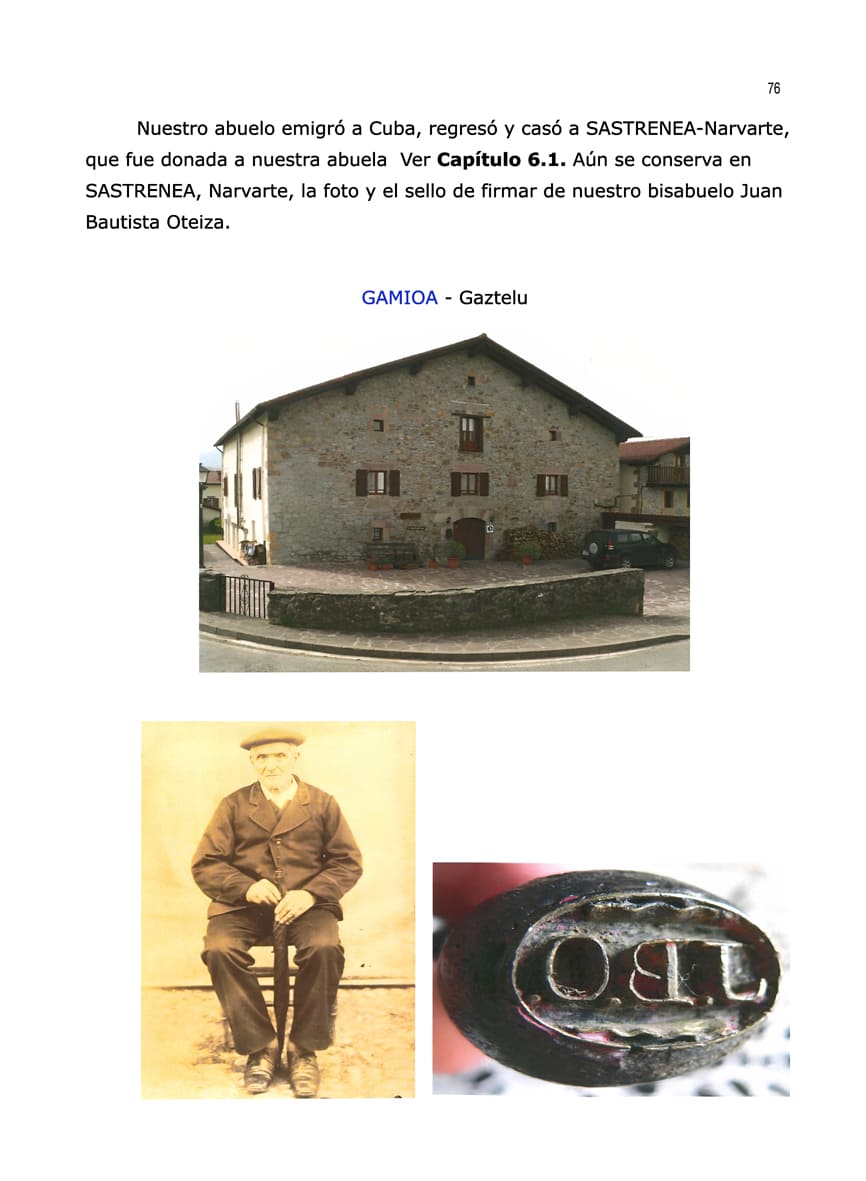 76
Nuestro abuelo emigró a Cuba, regresó y casó a SASTRENEA-Narvarte,
que fue donada a nuestra abuela Ver Capítulo 6.1. Aún se conserva en
SASTRENEA, Narvarte, la foto y el sello de firmar de nuestro bisabuelo Juan
Bautista Oteiza.
GAMIOA - Gaztelu
J.B.O.